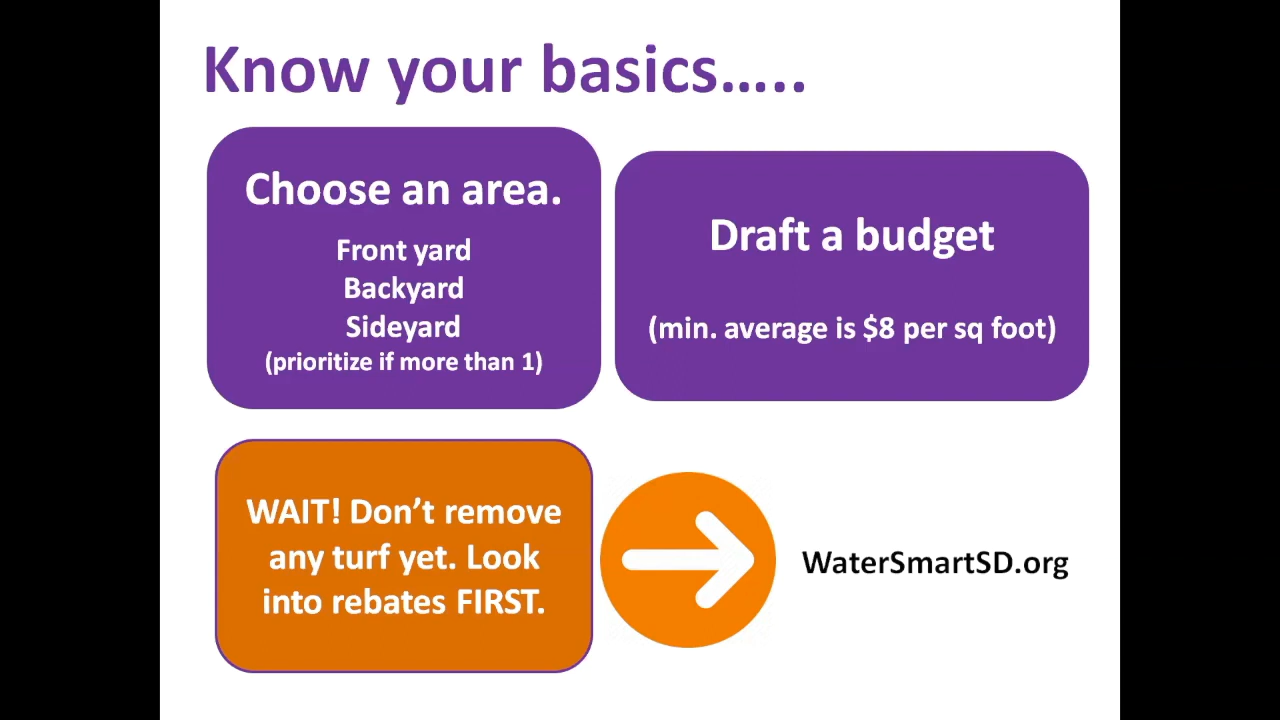 Know your basics…..
Choose an area.
Front yard
Backyard
Sideyard
(prioritize if more than 1)
Draft a budget
(min. average is $8 per sq foot)
WAIT! Don’t remove
any turf yet. Look
into rebates FIRST.
WaterSmartSD.org